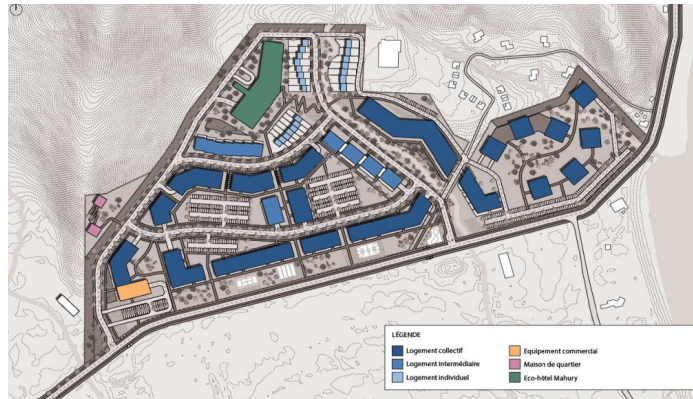 LÉGENDE
Logement collectif
Logement intermédiaire
Logement individuel
Equipement commercial
Maison de quartier
Eco-hôtel Mahury